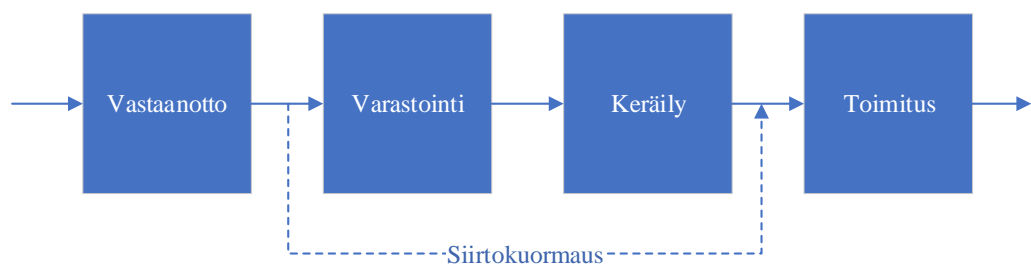 Vastaanotto
Varastointi
Keräily
Toimitus
Siirtokuormaus